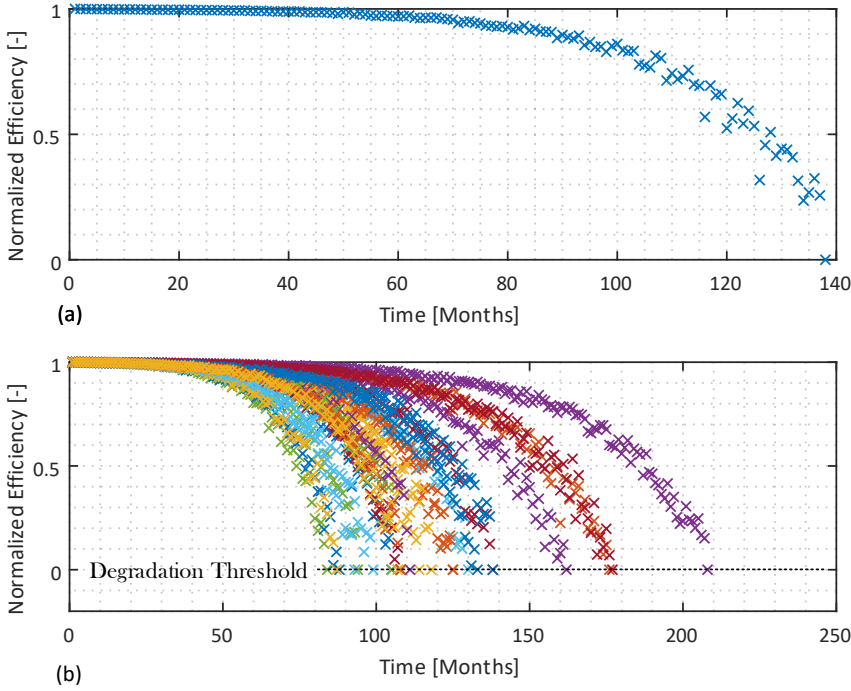 Normalized Efficiency [-]
1
0.5
0
0 20 40 60 80 100 120 140
Time [Months]
(a)
Normalized Efficiency [-]
1
0.5
0
Degradation Threshold
0 50 100 150 200 250
Time [Months]
(b)